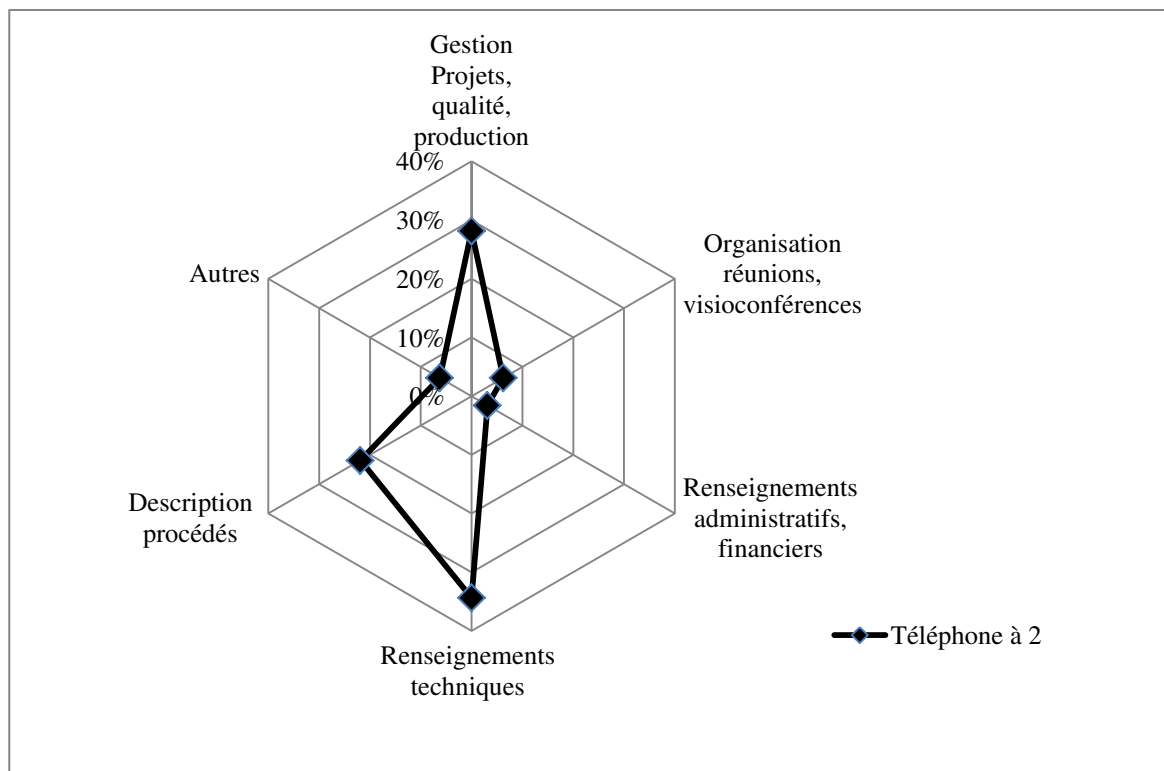 Gestion
Projets,
qualité,
production
40%
30%
20%
10%
0%
Organisation
réunions,
visioconférences
Renseignements
administratifs,
financiers
Renseignements
techniques
Description
procédés
Autres
Téléphone à 2